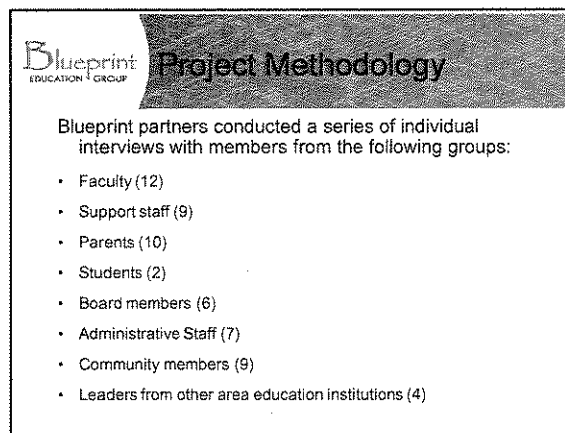 Blueprint
EDUCATION GROUP
Project Methodology
Blueprint partners conducted a series of individual
interviews with members from the following groups:
• Faculty (12)
• Support staff (9)
• Parents (10)
• Students (2)
• Board members (6)
• Administrative Staff (7)
• Community members (9)
• Leaders from other area education institutions (4)